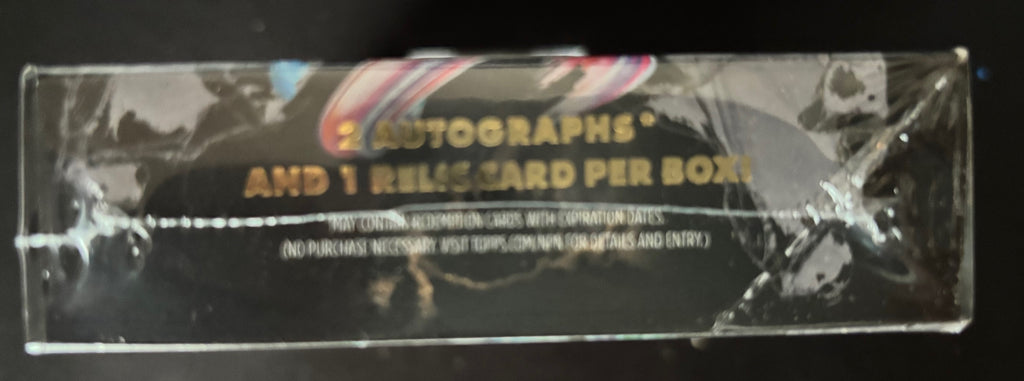 2 AUTOGRAPHS*
AND 1 RELIC CARD PER BOX!
MAY CONTAIN REDEMPTION CARDS WITH EXPIRATION DATES.
(NO PURCHASE NECESSARY. VISIT TOPPS.COM/NPN FOR DETAILS AND ENTRY.)